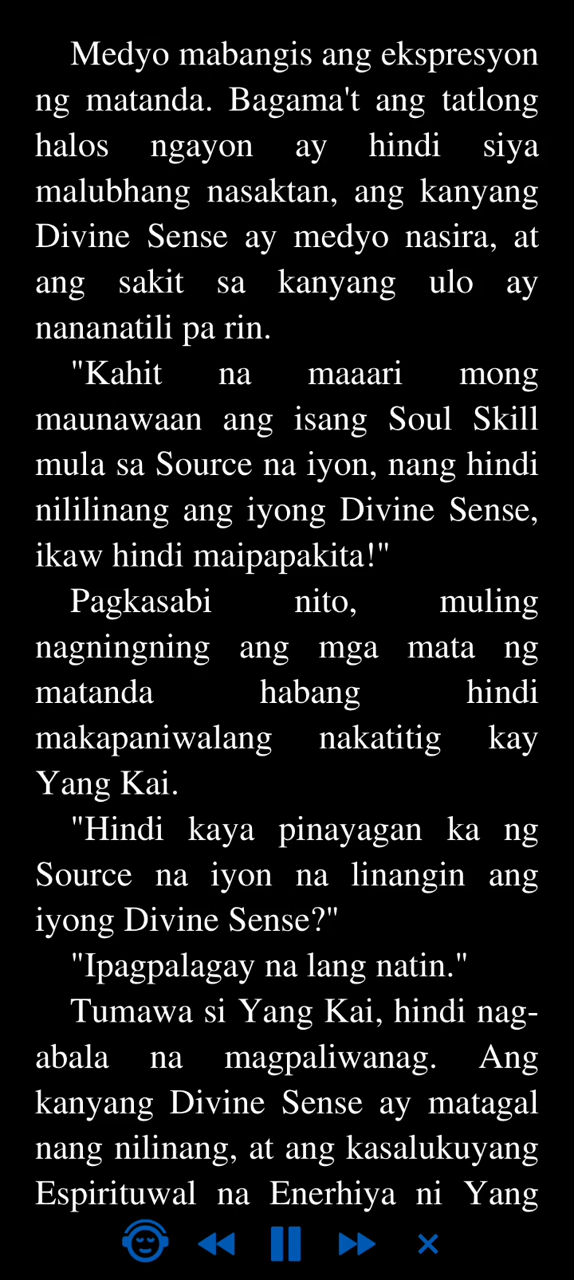 Medyo mabangis ang ekspresyon
ng matanda. Bagama't ang tatlong
halos ngayon ay hindi siya
malubhang nasaktan, ang kanyang
Divine Sense ay medyo nasira, at
ang sakit sa kanyang ulo ay
nananatili pa rin.
"Kahit na maaari mong
maunawaan ang isang Soul Skill
mula sa Source na iyon, nang hindi
nililinang ang iyong Divine Sense,
ikaw hindi maipapakita!"
Pagkasabi nito, muling
nagningning ang mga mata ng
matanda habang hindi
makapaniwalang nakatitig kay
Yang Kai.
"Hindi kaya pinayagan ka ng
Source na iyon na linangin ang
iyong Divine Sense?"
"Ipagpalagay na lang natin."
Tumawa si Yang Kai, hindi nag-
abala na magpaliwanag. Ang
kanyang Divine Sense ay matagal
nang nilinang, at ang kasalukuyang
Espirituwal na Enerhiya ni Yang